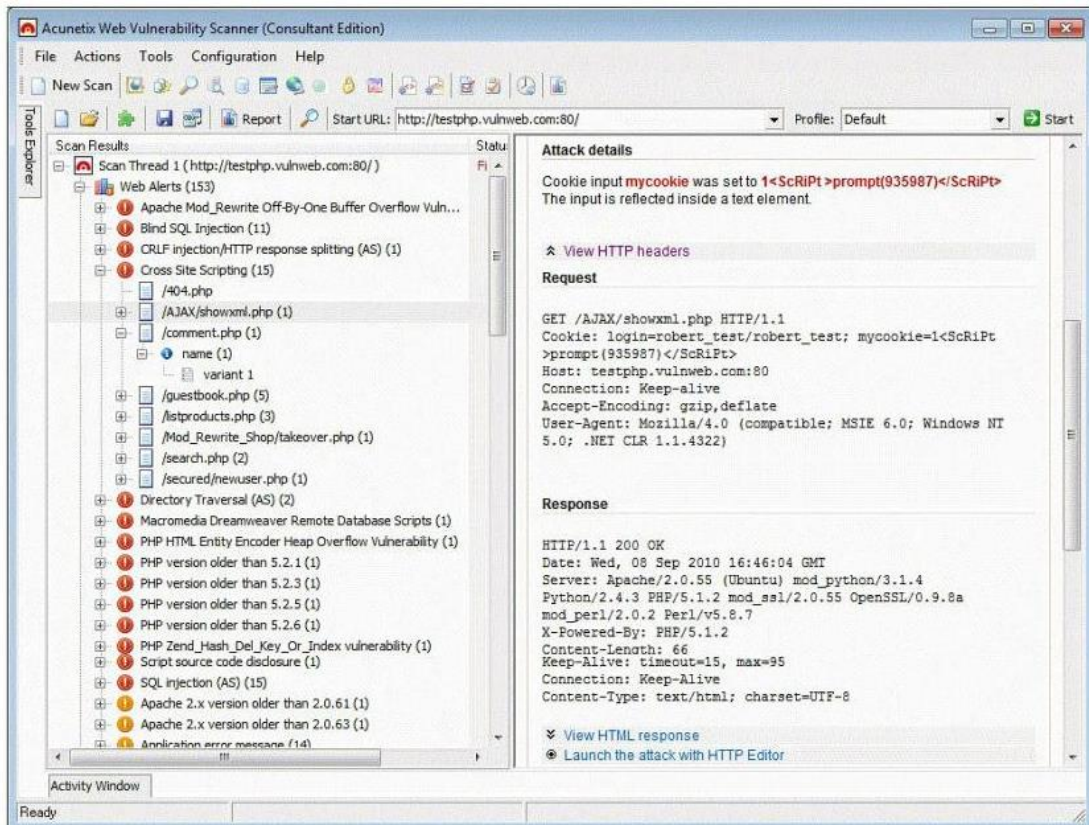 Acunetix Web Vulnerability Scanner (Consultant Edition)
File Actions Tools Configuration Help
New Scan
Tools Explorer
Report Start URL: http://testphp.vulnweb.com:80/ Profile: Default Start
Scan Results Statu
Scan Thread 1 ( http://testphp.vulnweb.com:80/ ) Fi
Web Alerts (153)
Apache Mod_Rewrite Off-By-One Buffer Overflow Vuln...
Blind SQL Injection (11)
CRLF injection/HTTP response splitting (AS) (1)
Cross Site Scripting (15)
/404.php
/AJAX/showxml.php (1)
/comment.php (1)
name (1)
variant 1
/guestbook.php (5)
/listproducts.php (3)
/Mod_Rewrite_Shop/takeover.php (1)
/search.php (2)
/secured/newuser.php (1)
Directory Traversal (AS) (2)
Macromedia Dreamweaver Remote Database Scripts (1)
PHP HTML Entity Encoder Heap Overflow Vulnerability (1)
PHP version older than 5.2.1 (1)
PHP version older than 5.2.3 (1)
PHP version older than 5.2.5 (1)
PHP version older than 5.2.6 (1)
PHP Zend_Hash_Del_Key_Or_Index vulnerability (1)
Script source code disclosure (1)
SQL injection (AS) (15)
Apache 2.x version older than 2.0.61 (1)
Apache 2.x version older than 2.0.63 (1)
Application error message (14)
Attack details
Cookie input mycookie was set to 1<ScRiPt >prompt(935987)</ScRiPt>
The input is reflected inside a text element.
View HTTP headers
Request
GET /AJAX/showxml.php HTTP/1.1
Cookie: login=robert_test/robert_test; mycookie=1<ScRiPt
>prompt(935987)</ScRiPt>
Host: testphp.vulnweb.com:80
Connection: Keep-alive
Accept-Encoding: gzip,deflate
User-Agent: Mozilla/4.0 (compatible; MSIE 6.0; Windows NT
5.0; .NET CLR 1.1.4322)
Response
HTTP/1.1 200 OK
Date: Wed, 08 Sep 2010 16:46:04 GMT
Server: Apache/2.0.55 (Ubuntu) mod_python/3.1.4
Python/2.4.3 PHP/5.1.2 mod_ssl/2.0.55 OpenSSL/0.9.8a
mod_perl/2.0.2 Perl/v5.8.7
X-Powered-By: PHP/5.1.2
Content-Length: 66
Keep-Alive: timeout=15, max=95
Connection: Keep-Alive
Content-Type: text/html; charset=UTF-8
View HTML response
Launch the attack with HTTP Editor
Activity Window
Ready